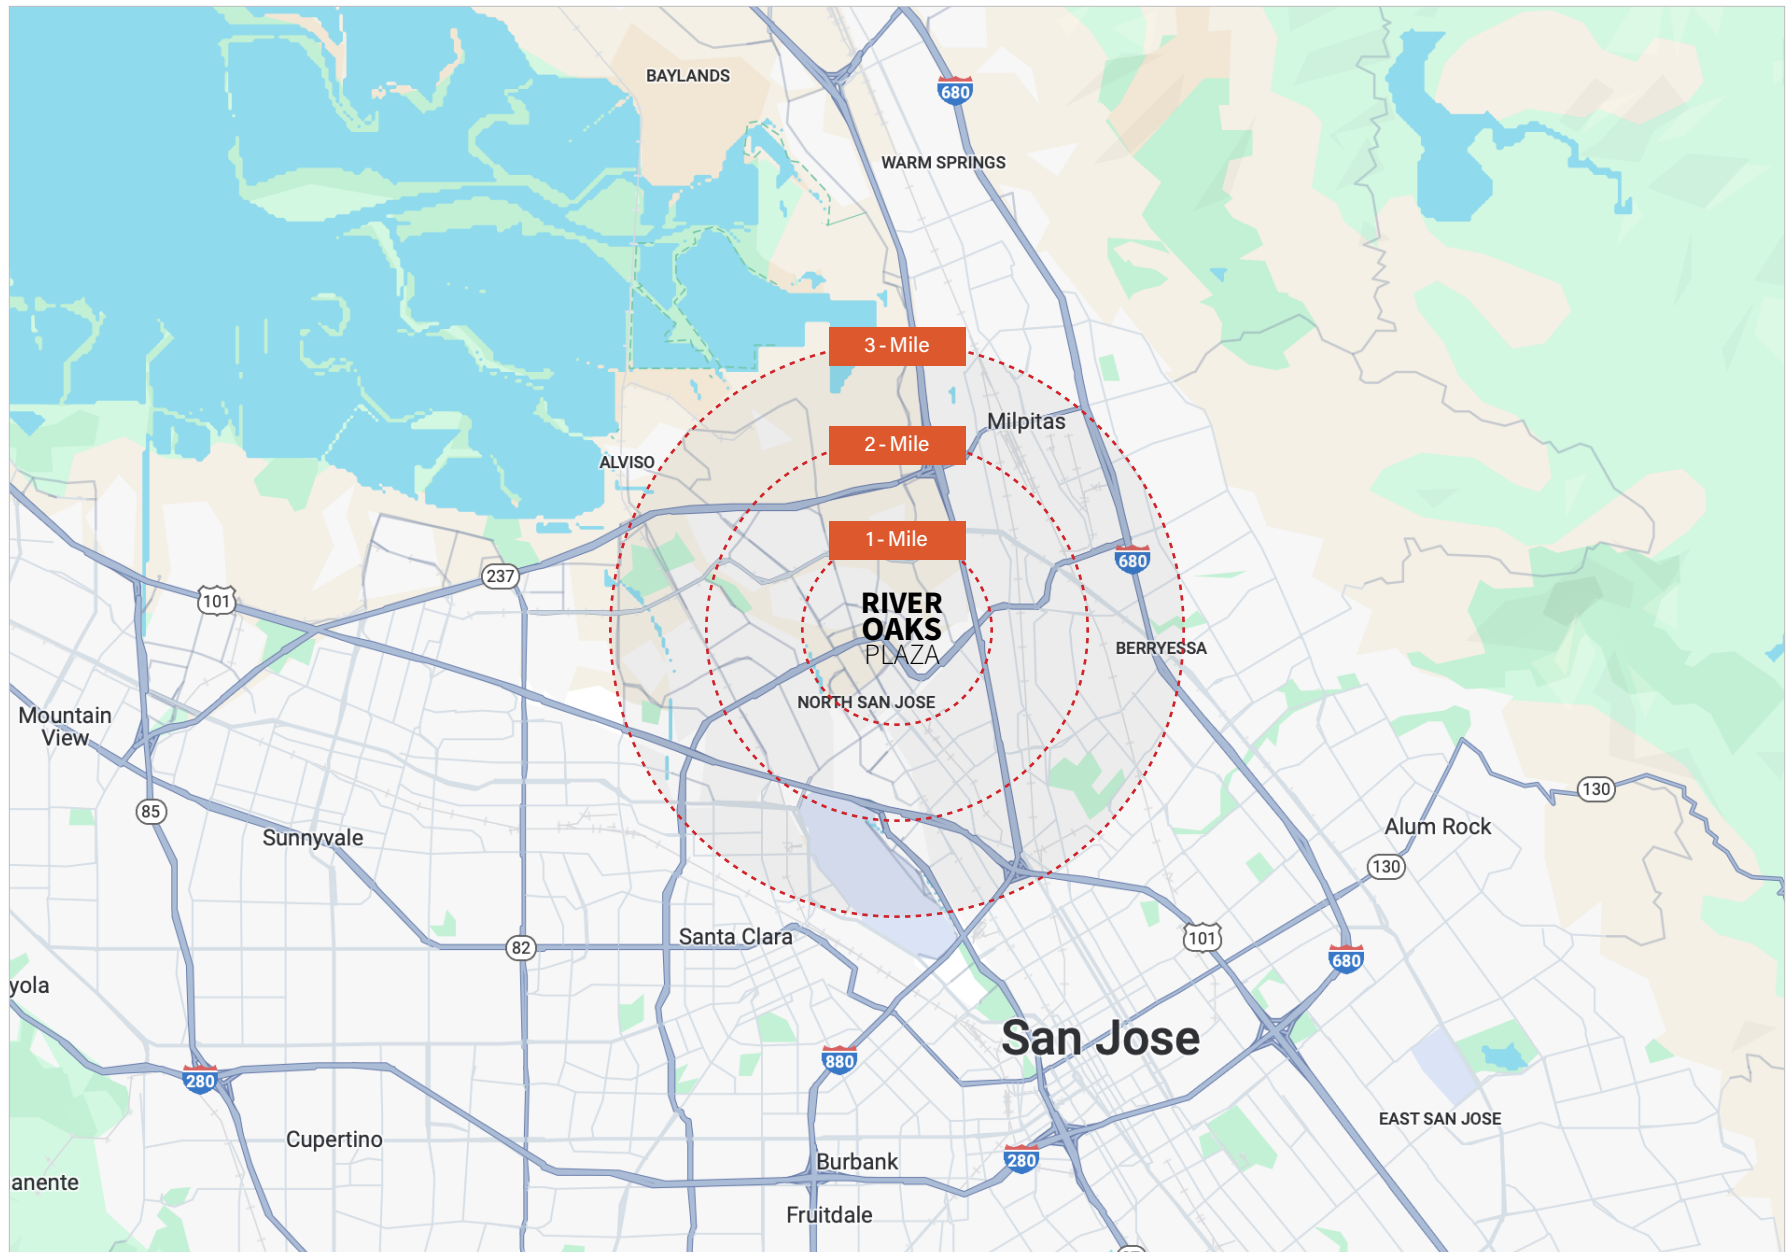 BAYLANDS
680
WARM SPRINGS
3 - Mile
Milpitas
2 - Mile
ALVISO
1 - Mile
680
237
101
RIVER
OAKS
PLAZA
BERRYESSA
NORTH SAN JOSE
Mountain
View
130
85
Sunnyvale
Alum Rock
130
Santa Clara
82
101
680
yola
San Jose
880
280
EAST SAN JOSE
Cupertino
Burbank
280
anente
Fruitdale